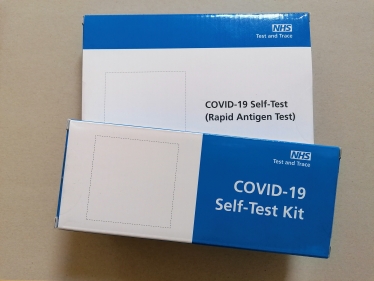 NHS
Test and Trace
COVID-19 Self-Test
(Rapid Antigen Test)
NHS
Test and Trace
COVID-19
Self-Test Kit